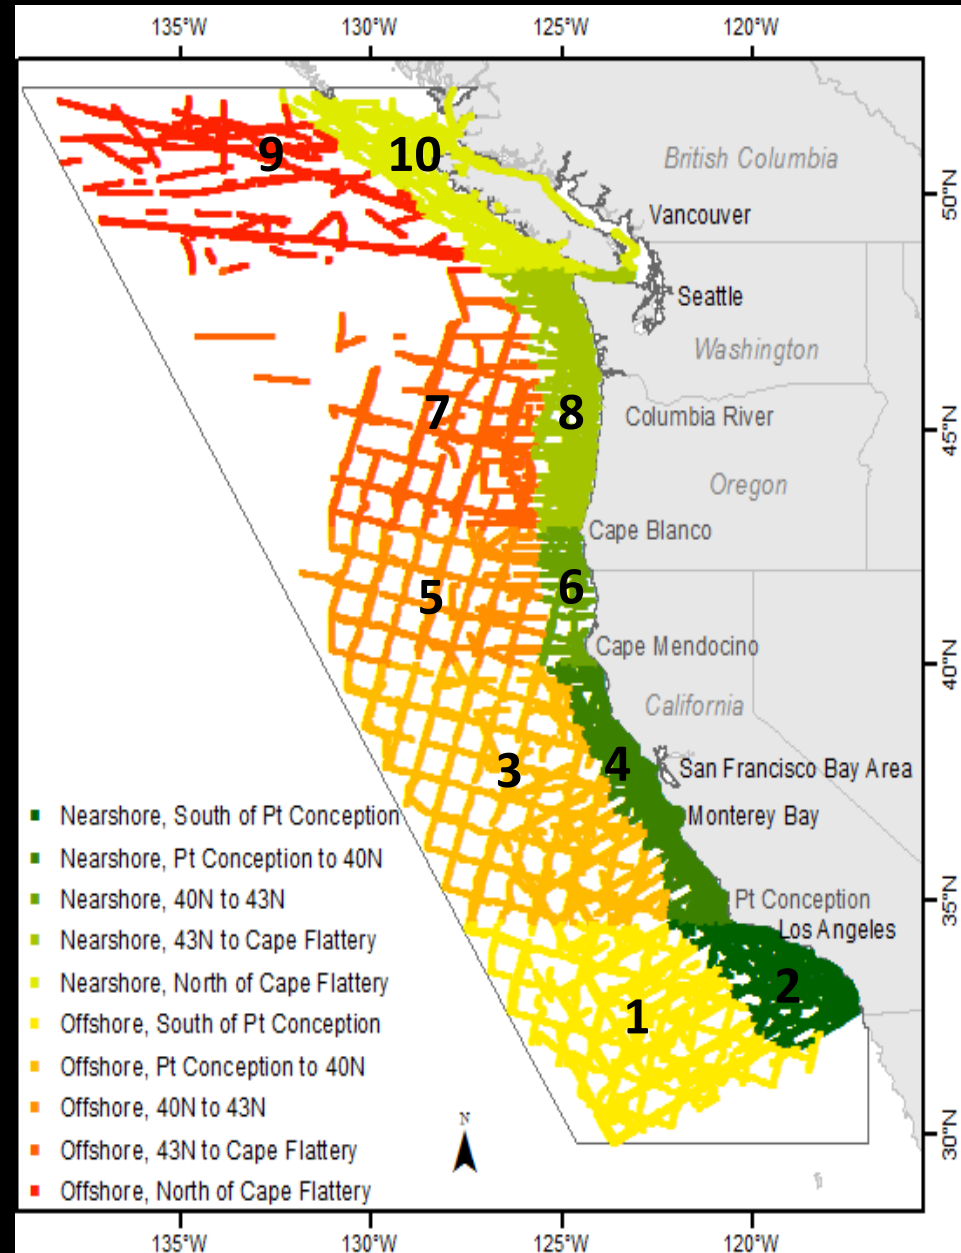 135°W 130°W 125°W 120°W
9
10
British Columbia
50°N
Vancouver
Seattle
Washington
7
8
Columbia River
45°N
Oregon
Cape Blanco
5
6
Cape Mendocino
40°N
California
3
4
San Francisco Bay Area
Nearshore, South of Pt Conception
Monterey Bay
Nearshore, Pt Conception to 40N
Nearshore, 40N to 43N
Pt Conception
35°N
Los Angeles
Nearshore, 43N to Cape Flattery
Nearshore, North of Cape Flattery
2
Offshore, South of Pt Conception
1
Offshore, Pt Conception to 40N
Offshore, 40N to 43N
N
30°N
Offshore, 43N to Cape Flattery
Offshore, North of Cape Flattery
135°W 130°W 125°W 120°W